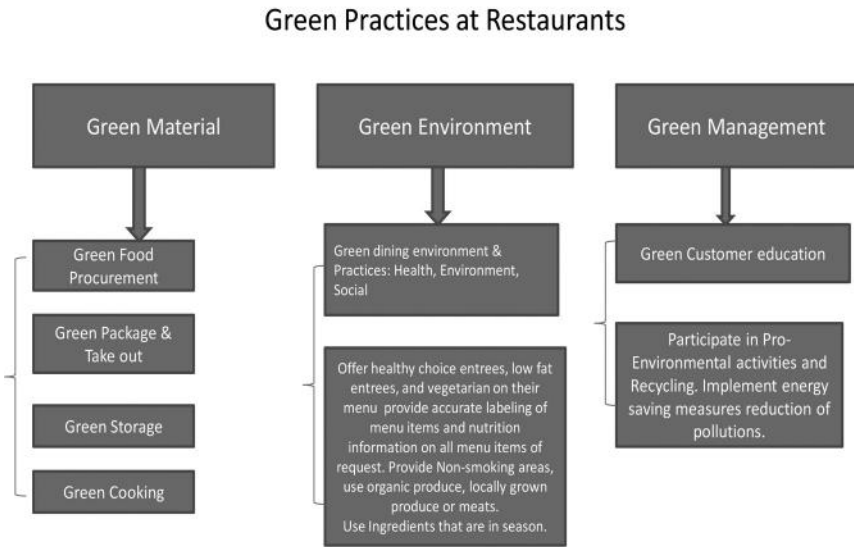 Green Practices at Restaurants
Green Material
Green Food
Procurement
Green Package &
Take out
Green Storage
Green Cooking
Green Environment
Green dining environment &
Practices: Health, Environment,
Social
Offer healthy choice entrees, low fat
entrees, and vegetarian on their
menu provide accurate labeling of
menu items and nutrition
information on all menu items of
request. Provide Non-smoking areas,
use organic produce, locally grown
produce or meats.
Use Ingredients that are in season.
Green Management
Green Customer education
Participate in Pro-
Environmental activities and
Recycling. Implement energy
saving measures reduction of
pollutions.